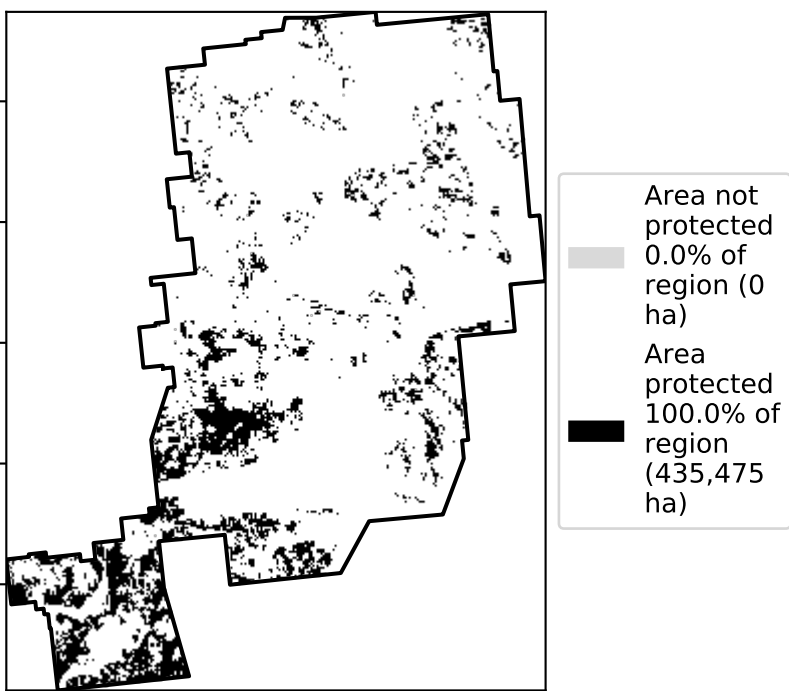 Area not
protected
0.0% of
region (0
ha)
Area
protected
100.0% of
region
(435,475
ha)